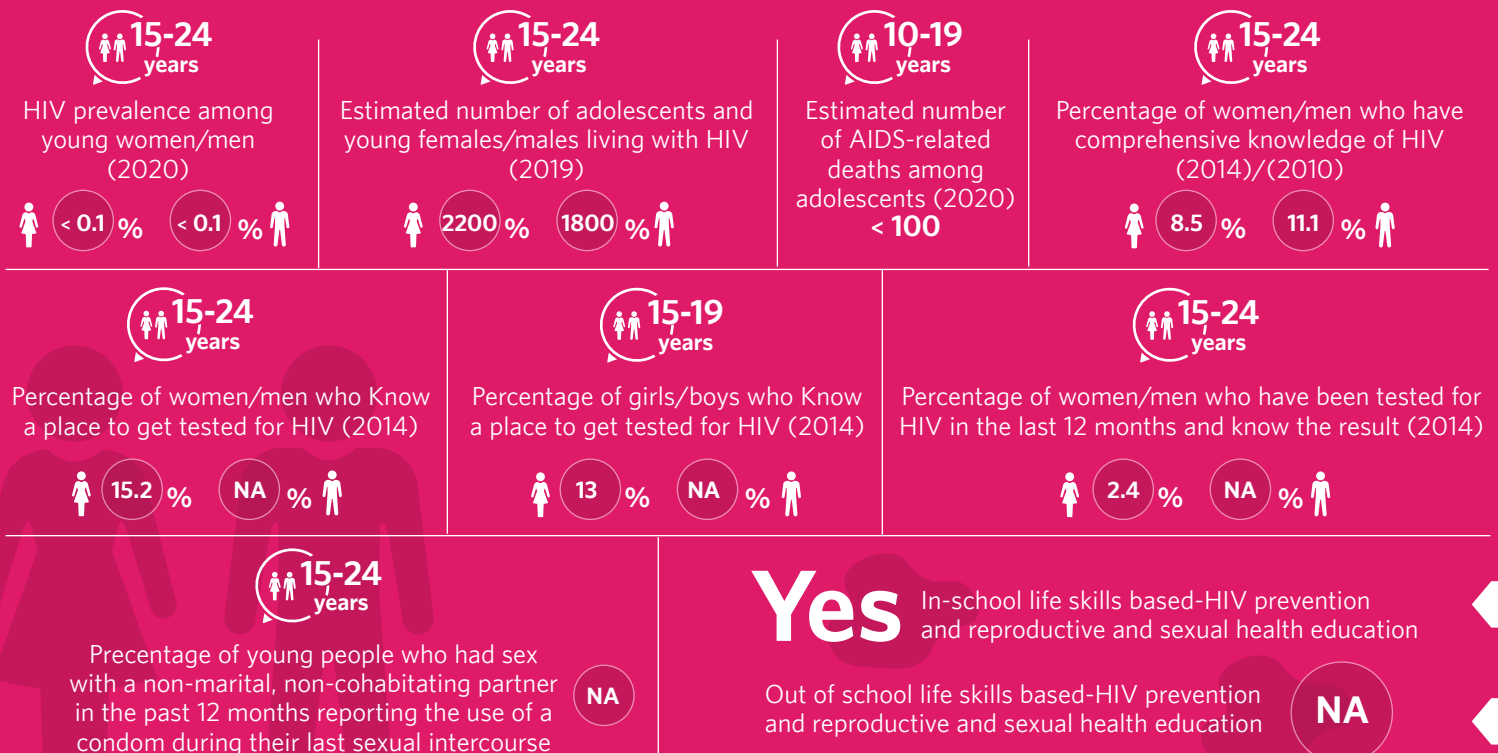 15-24
years
HIV prevalence among
young women/men
(2020)
< 0.1 % < 0.1 %
15-24
years
Estimated number of adolescents and
young females/males living with HIV
(2019)
2200 % 1800 %
10-19
years
Estimated number
of AIDS-related
deaths among
adolescents (2020)
< 100
15-24
years
Percentage of women/men who have
comprehensive knowledge of HIV
(2014)/(2010)
8.5 % 11.1 %
15-24
years
Percentage of women/men who Know
a place to get tested for HIV (2014)
15.2 % NA %
15-19
years
Percentage of girls/boys who Know
a place to get tested for HIV (2014)
13 % NA %
15-24
years
Percentage of women/men who have been tested for
HIV in the last 12 months and know the result (2014)
2.4 % NA %
15-24
years
Precentage of young people who had sex
with a non-marital, non-cohabitating partner
in the past 12 months reporting the use of a
condom during their last sexual intercourse
NA
Yes In-school life skills based-HIV prevention
and reproductive and sexual health education
Out of school life skills based-HIV prevention
and reproductive and sexual health education
NA